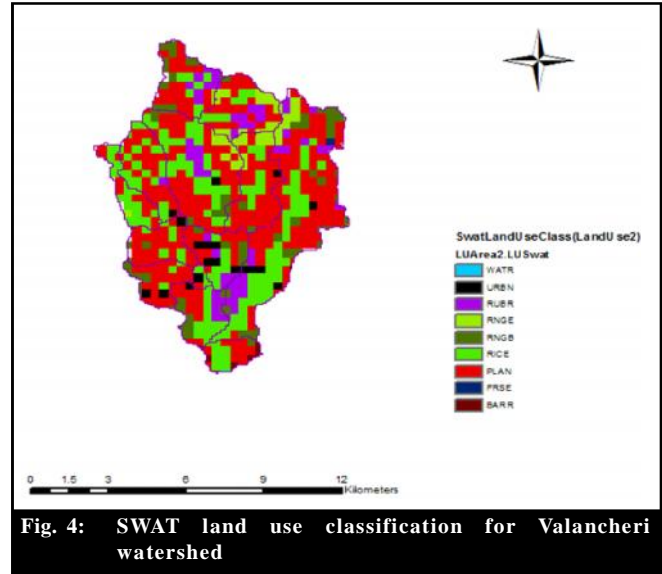 SwatLandUseClass(LandUse2)
LUArea2.LUSwat
WATR
URBN
RUBR
RNGE
RNGB
RICE
PLAN
FRSE
BARR
0 1.5 3 6 9 12
Kilometers
Fig. 4: SWAT land use classification for Valancheri
watershed